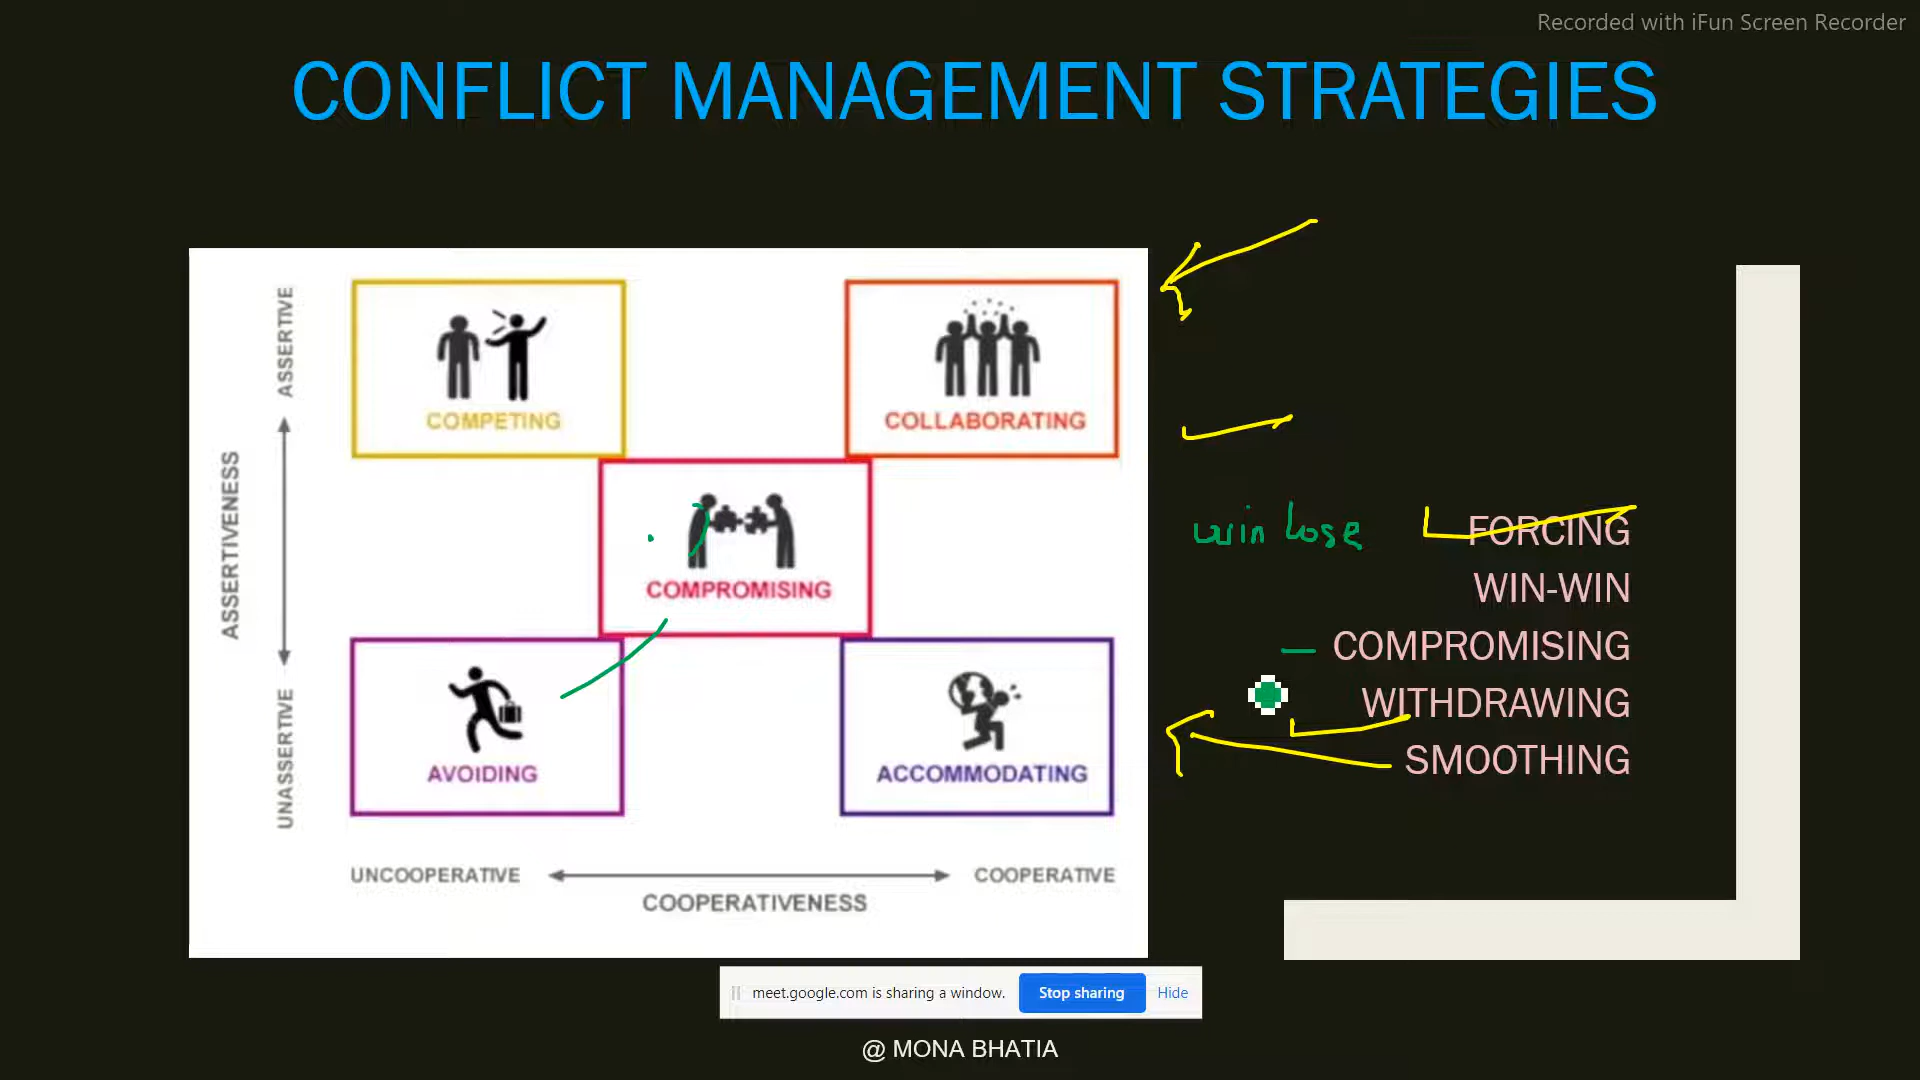 Recorded with iFun Screen Recorder
CONFLICT MANAGEMENT STRATEGIES
ASSERTIVE
ASSERTIVENESS
UNASSERTIVE
COMPETING
COLLABORATING
COMPROMISING
AVOIDING
ACCOMMODATING
UNCOOPERATIVE
COOPERATIVE
COOPERATIVENESS
win lose
FORCING
WIN-WIN
COMPROMISING
WITHDRAWING
SMOOTHING
meet.google.com is sharing a window.
Stop sharing
Hide
@ MONA BHATIA